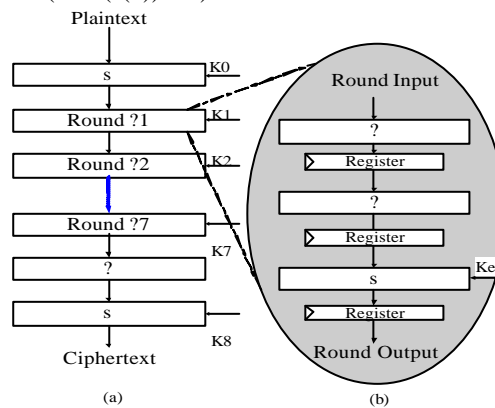 Plaintext
s
K0
Round ?1
K1
Round ?2
K2
Round ?7
K7
?
s
K8
Ciphertext
(a)
Round Input
?
Register
?
Register
s
Ke
Register
Round Output
(b)